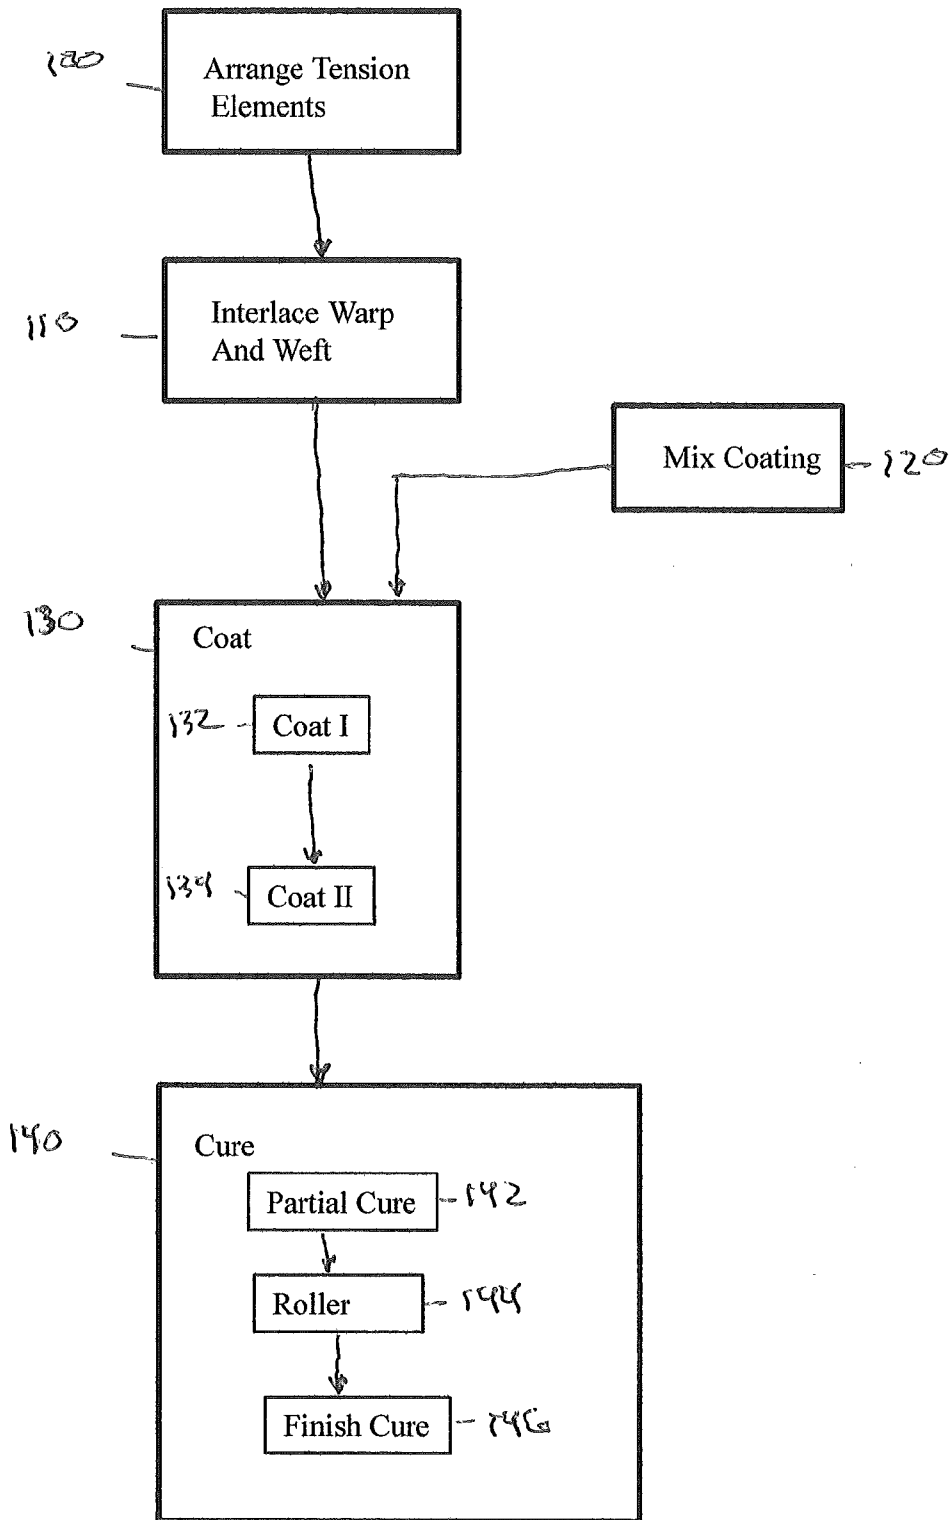 100
Arrange Tension
Elements
110
Interlace Warp
And Weft
Mix Coating
120
130
Coat
132
Coat I
134
Coat II
140
Cure
Partial Cure
142
Roller
144
Finish Cure
146